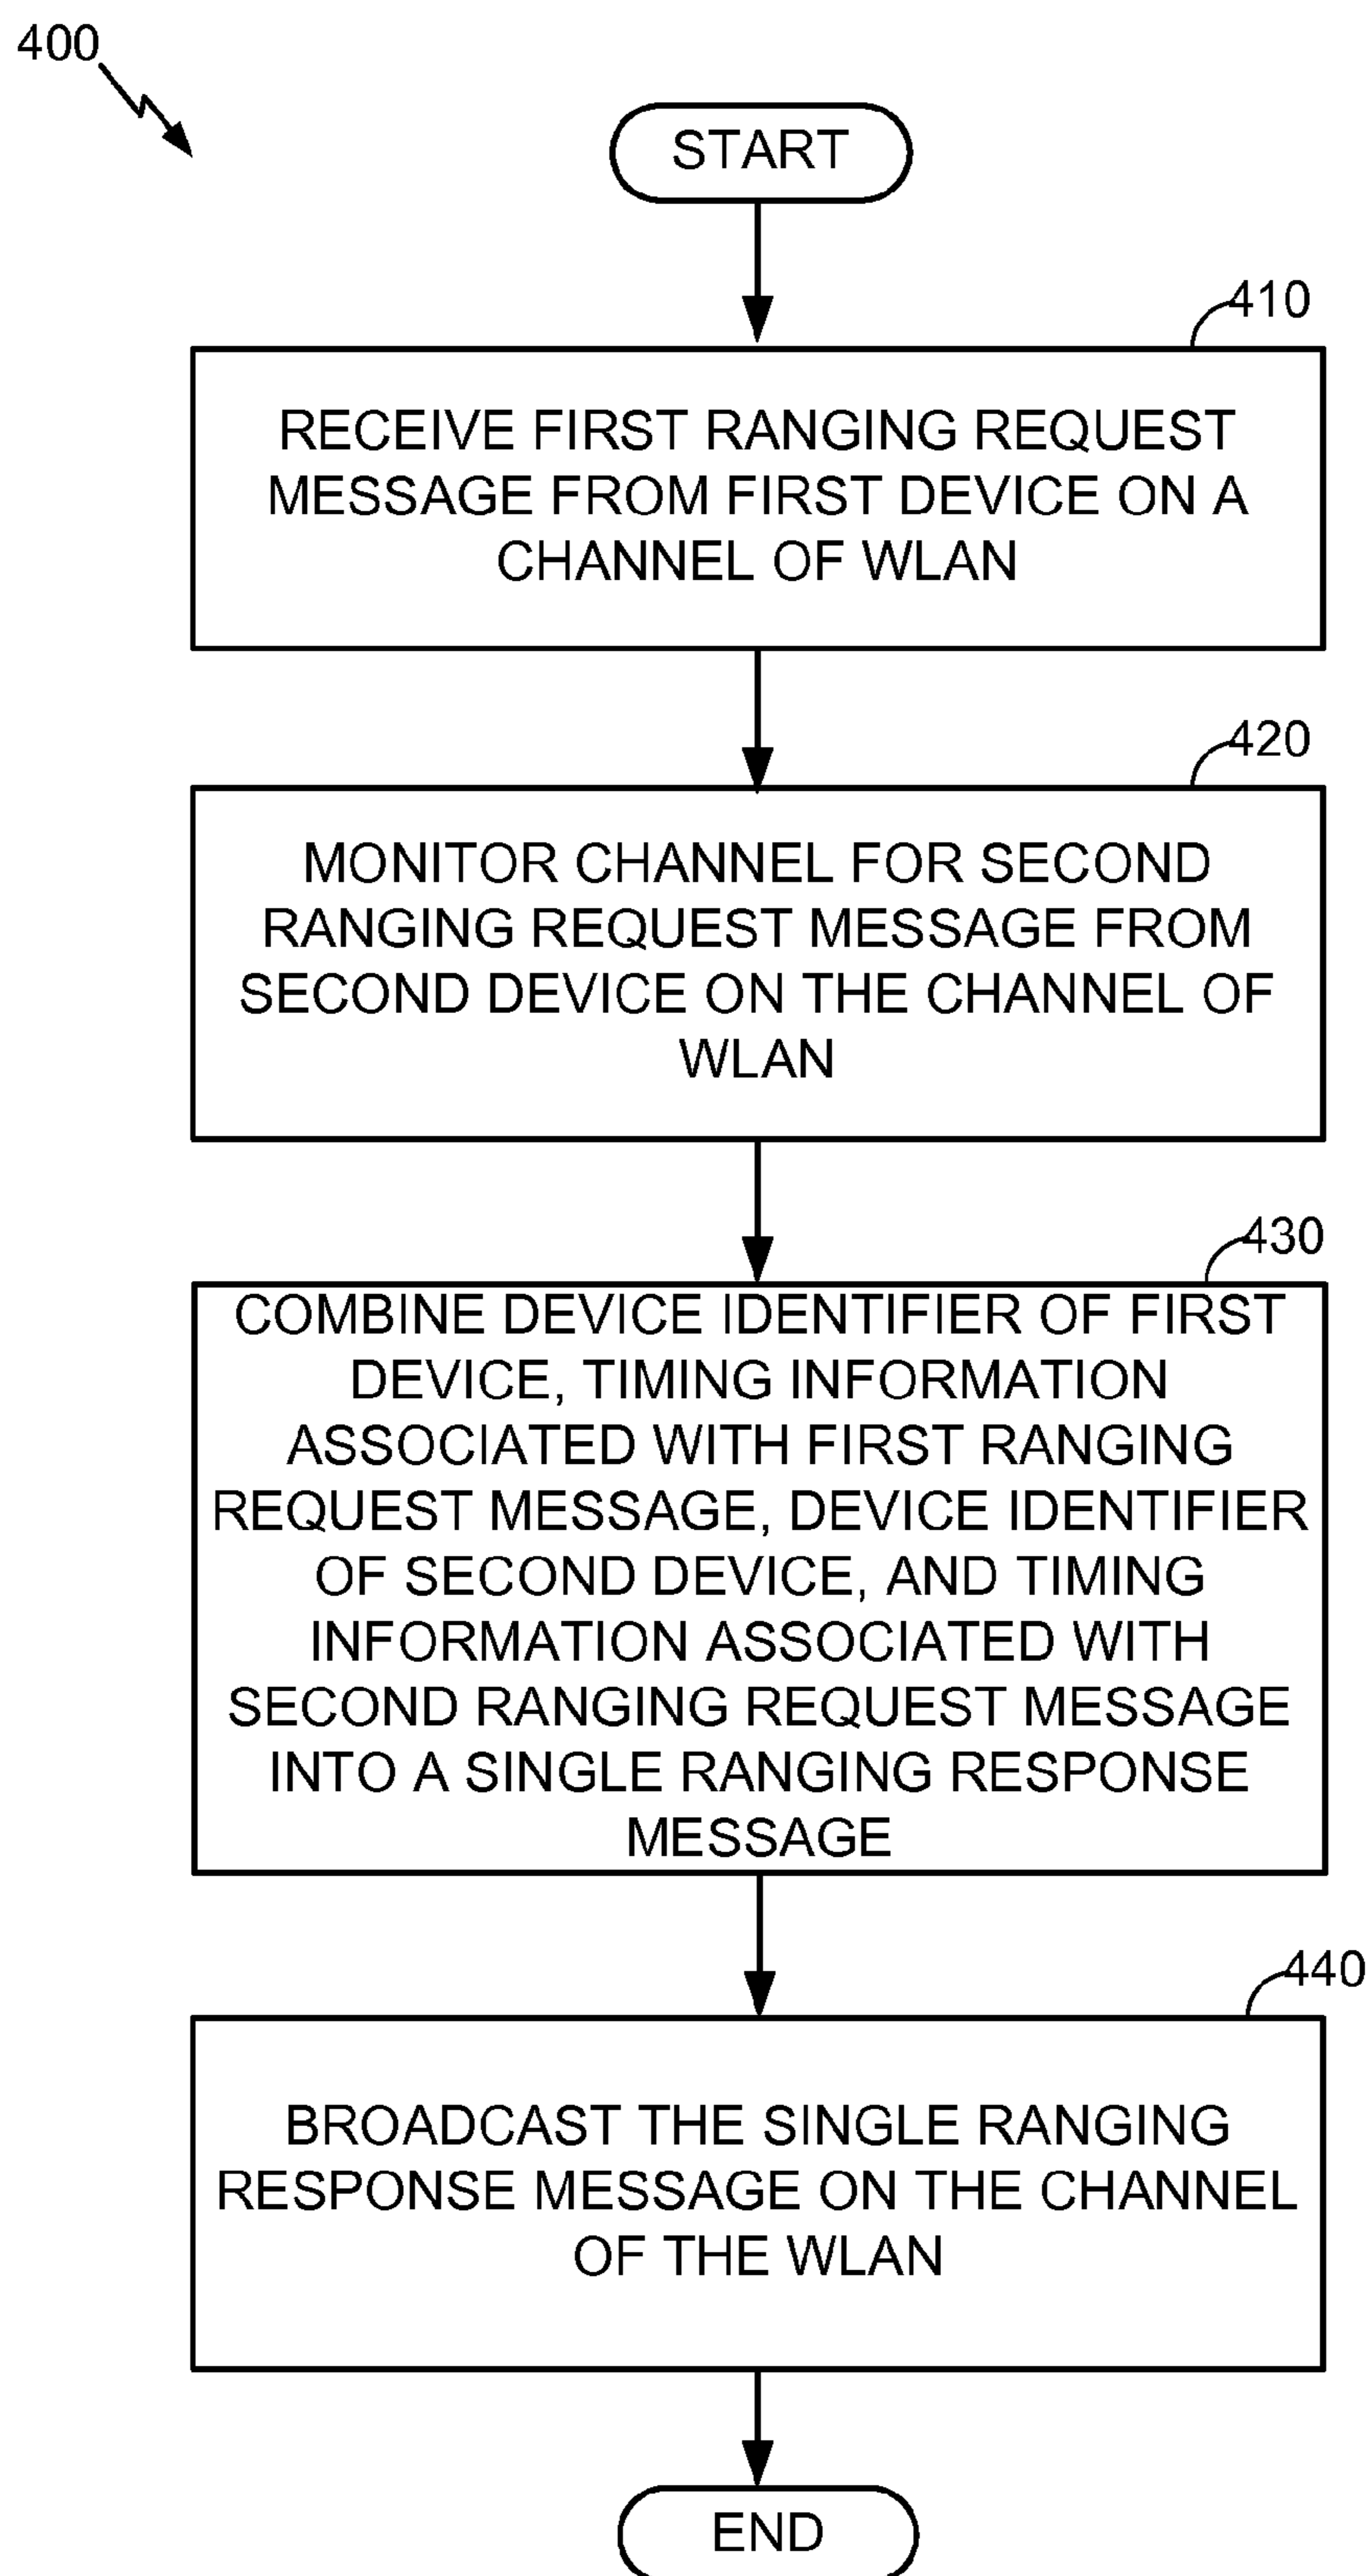 400
START
410
RECEIVE FIRST RANGING REQUEST
MESSAGE FROM FIRST DEVICE ON A
CHANNEL OF WLAN
420
MONITOR CHANNEL FOR SECOND
RANGING REQUEST MESSAGE FROM
SECOND DEVICE ON THE CHANNEL OF
WLAN
430
COMBINE DEVICE IDENTIFIER OF FIRST
DEVICE, TIMING INFORMATION
ASSOCIATED WITH FIRST RANGING
REQUEST MESSAGE, DEVICE IDENTIFIER
OF SECOND DEVICE, AND TIMING
INFORMATION ASSOCIATED WITH
SECOND RANGING REQUEST MESSAGE
INTO A SINGLE RANGING RESPONSE
MESSAGE
440
BROADCAST THE SINGLE RANGING
RESPONSE MESSAGE ON THE CHANNEL
OF THE WLAN
END